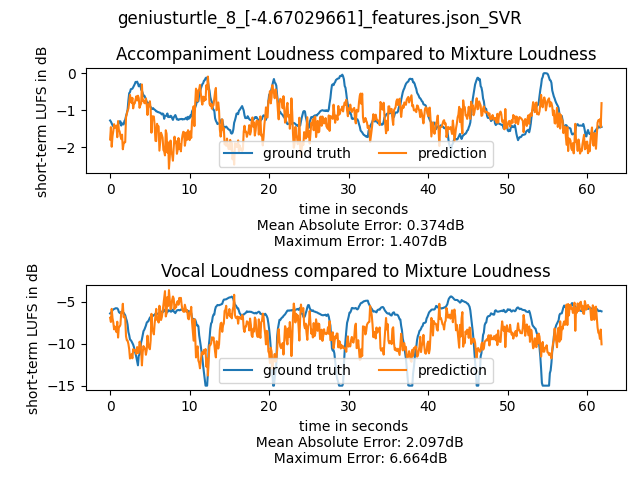 geniusturtle_8_[-4.67029661]_features.json_SVR
Accompaniment Loudness compared to Mixture Loudness
short-term LUFS in dB
0
−1
−2
ground truth
prediction
0 10 20 30 40 50 60
time in seconds
Mean Absolute Error: 0.374dB
Maximum Error: 1.407dB
Vocal Loudness compared to Mixture Loudness
short-term LUFS in dB
−5
−10
−15
ground truth
prediction
0 10 20 30 40 50 60
time in seconds
Mean Absolute Error: 2.097dB
Maximum Error: 6.664dB